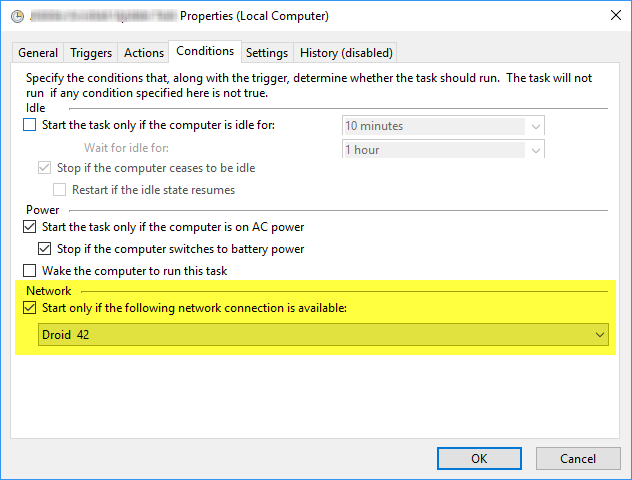 Properties (Local Computer)
General Triggers Actions Conditions Settings History (disabled)
Specify the conditions that, along with the trigger, determine whether the task should run. The task will not
run if any condition specified here is not true.
Idle
Start the task only if the computer is idle for: 10 minutes
Wait for idle for: 1 hour
Stop if the computer ceases to be idle
Restart if the idle state resumes
Power
Start the task only if the computer is on AC power
Stop if the computer switches to battery power
Wake the computer to run this task
Network
Start only if the following network connection is available:
Droid 42
OK Cancel